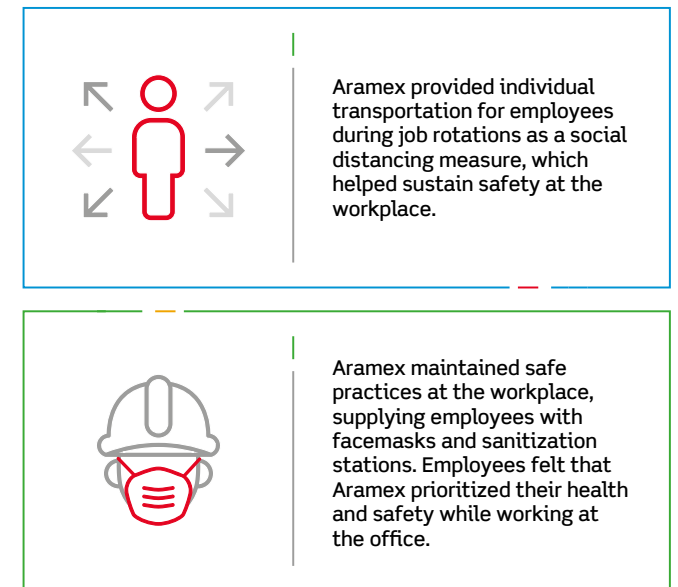 Aramex provided individual
transportation for employees
during job rotations as a social
distancing measure, which
helped sustain safety at the
workplace.
Aramex maintained safe
practices at the workplace,
supplying employees with
facemasks and sanitization
stations. Employees felt that
Aramex prioritized their health
and safety while working at
the office.